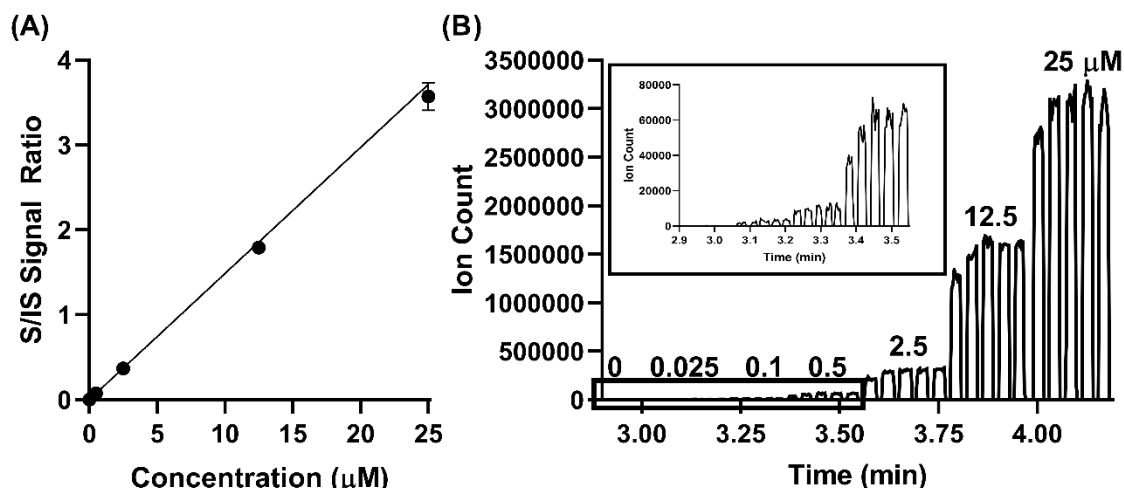 (A)
4
3
2
1
0
S/IS Signal Ratio
0 5 10 15 20 25
Concentration (μM)
(B)
3500000
3000000
2500000
2000000
1500000
1000000
500000
0
Ion Count
80000
60000
40000
20000
0
Ion Count
2.9 3.0 3.1 3.2 3.3 3.4 3.5
Time (min)
25 μM
12.5
2.5
0 0.025 0.1 0.5
3.00 3.25 3.50 3.75 4.00
Time (min)